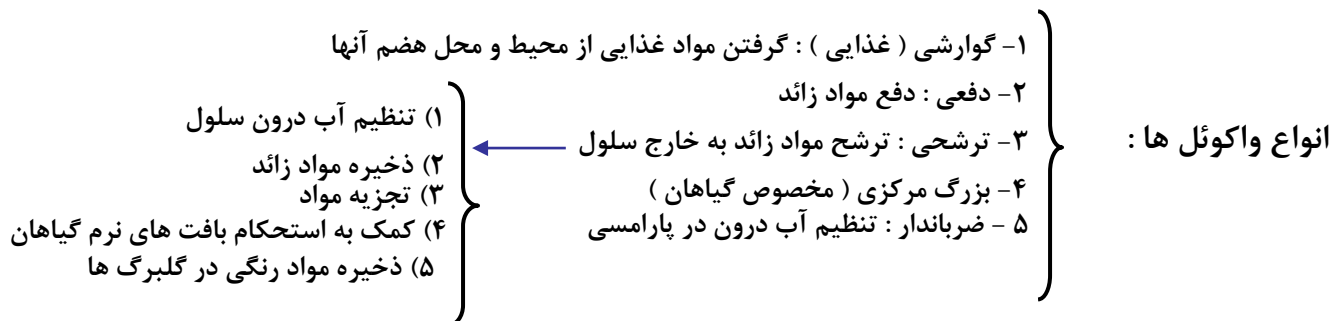 انواع واکوئل ها :
۱- گوارشی ( غذایی ) : گرفتن مواد غذایی از محیط و محل هضم آنها
۲- دفعی : دفع مواد زائد
۳- ترشحی : ترشح مواد زائد به خارج سلول
۴- بزرگ مرکزی ( مخصوص گیاهان )
۵ - ضرباندار : تنظیم آب درون در پارامسی
۱) تنظیم آب درون سلول
۲) ذخیره مواد زائد
۳) تجزیه مواد
۴) کمک به استحکام بافت های نرم گیاهان
۵) ذخیره مواد رنگی در گلبرگ ها